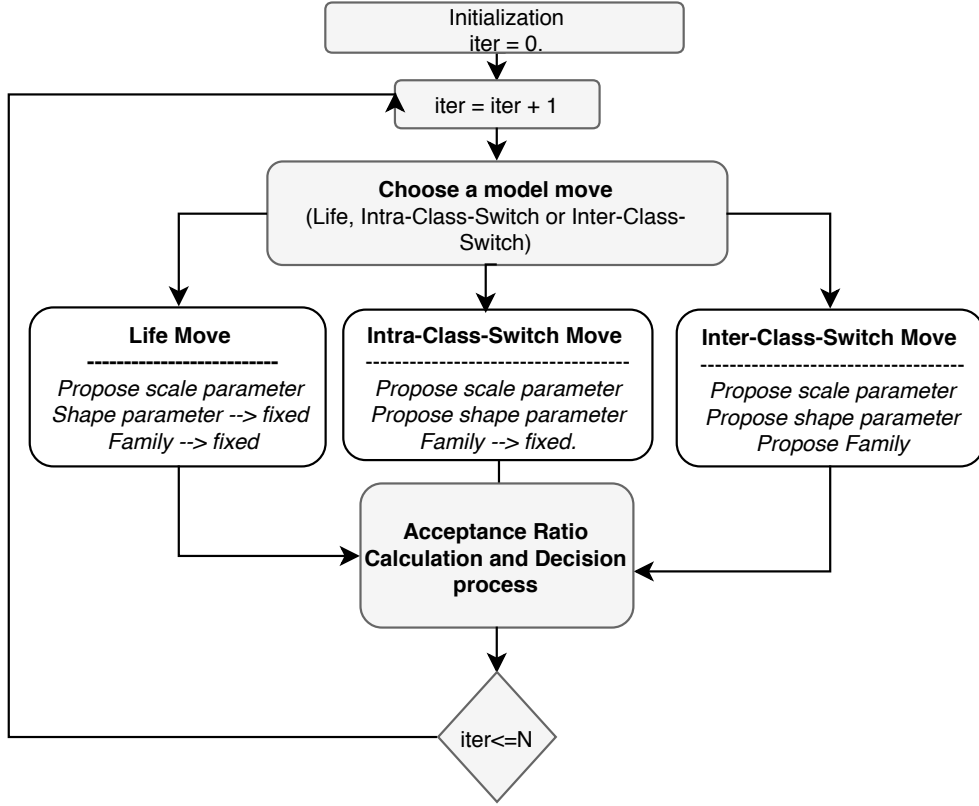 Initialization
iter = 0.
iter = iter + 1
Choose a model move
(Life, Intra-Class-Switch or Inter-Class-
Switch)
Life Move
--------------------------
Propose scale parameter
Shape parameter --> fixed
Family --> fixed
Intra-Class-Switch Move
------------------------------------
Propose scale parameter
Propose shape parameter
Family --> fixed.
Inter-Class-Switch Move
------------------------------------
Propose scale parameter
Propose shape parameter
Propose Family
Acceptance Ratio
Calculation and Decision
process
iter<=N